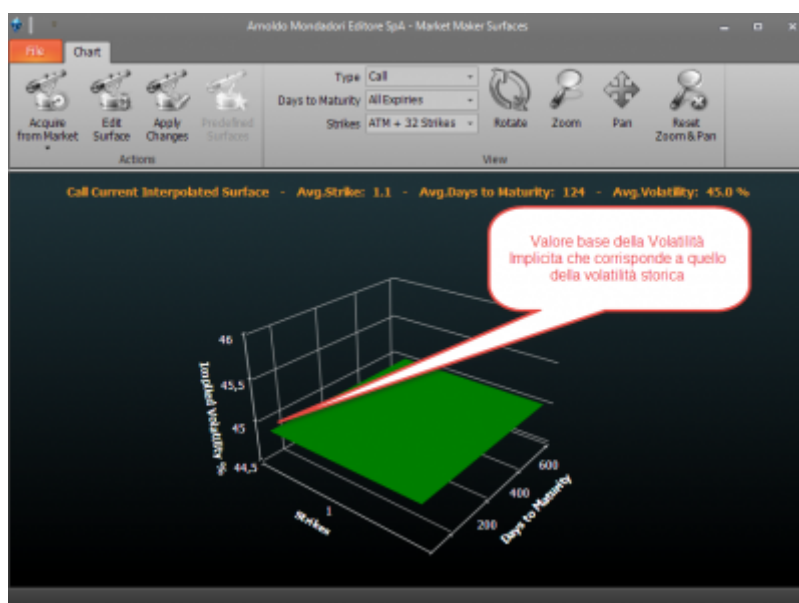 Arnoldo Mondadori Editore SpA - Market Maker Surfaces
File Chart
Type Call
Days to Maturity All Expiries
Strikes ATM + 32 Strikes
Acquire from Market
Edit Surface
Apply Changes
Predefined Surfaces
Rotate
Zoom
Pan
Reset Zoom & Pan
Actions
View
Call Current Interpolated Surface - Avg.Strike: 1.1 - Avg.Days to Maturity: 124 - Avg.Volatility: 45.0 %
Valore base della Volatilità
Implicita che corrisponde a quello
della volatilità storica
46
45,5
45
44,5
Implied Volatility %
1
Strikes
200
400
600
Days to Maturity